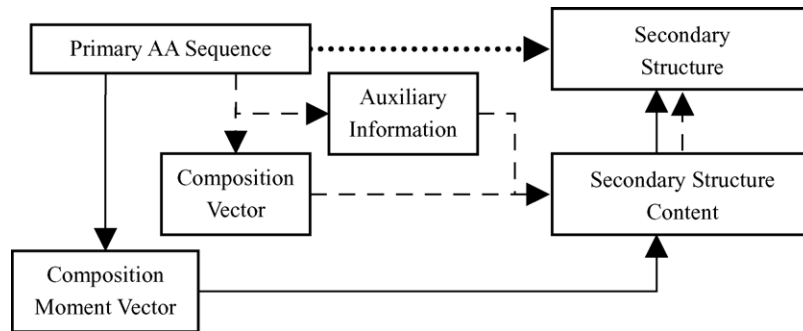 Primary AA Sequence
Secondary
Structure
Auxiliary
Information
Composition
Vector
Secondary Structure
Content
Composition
Moment Vector